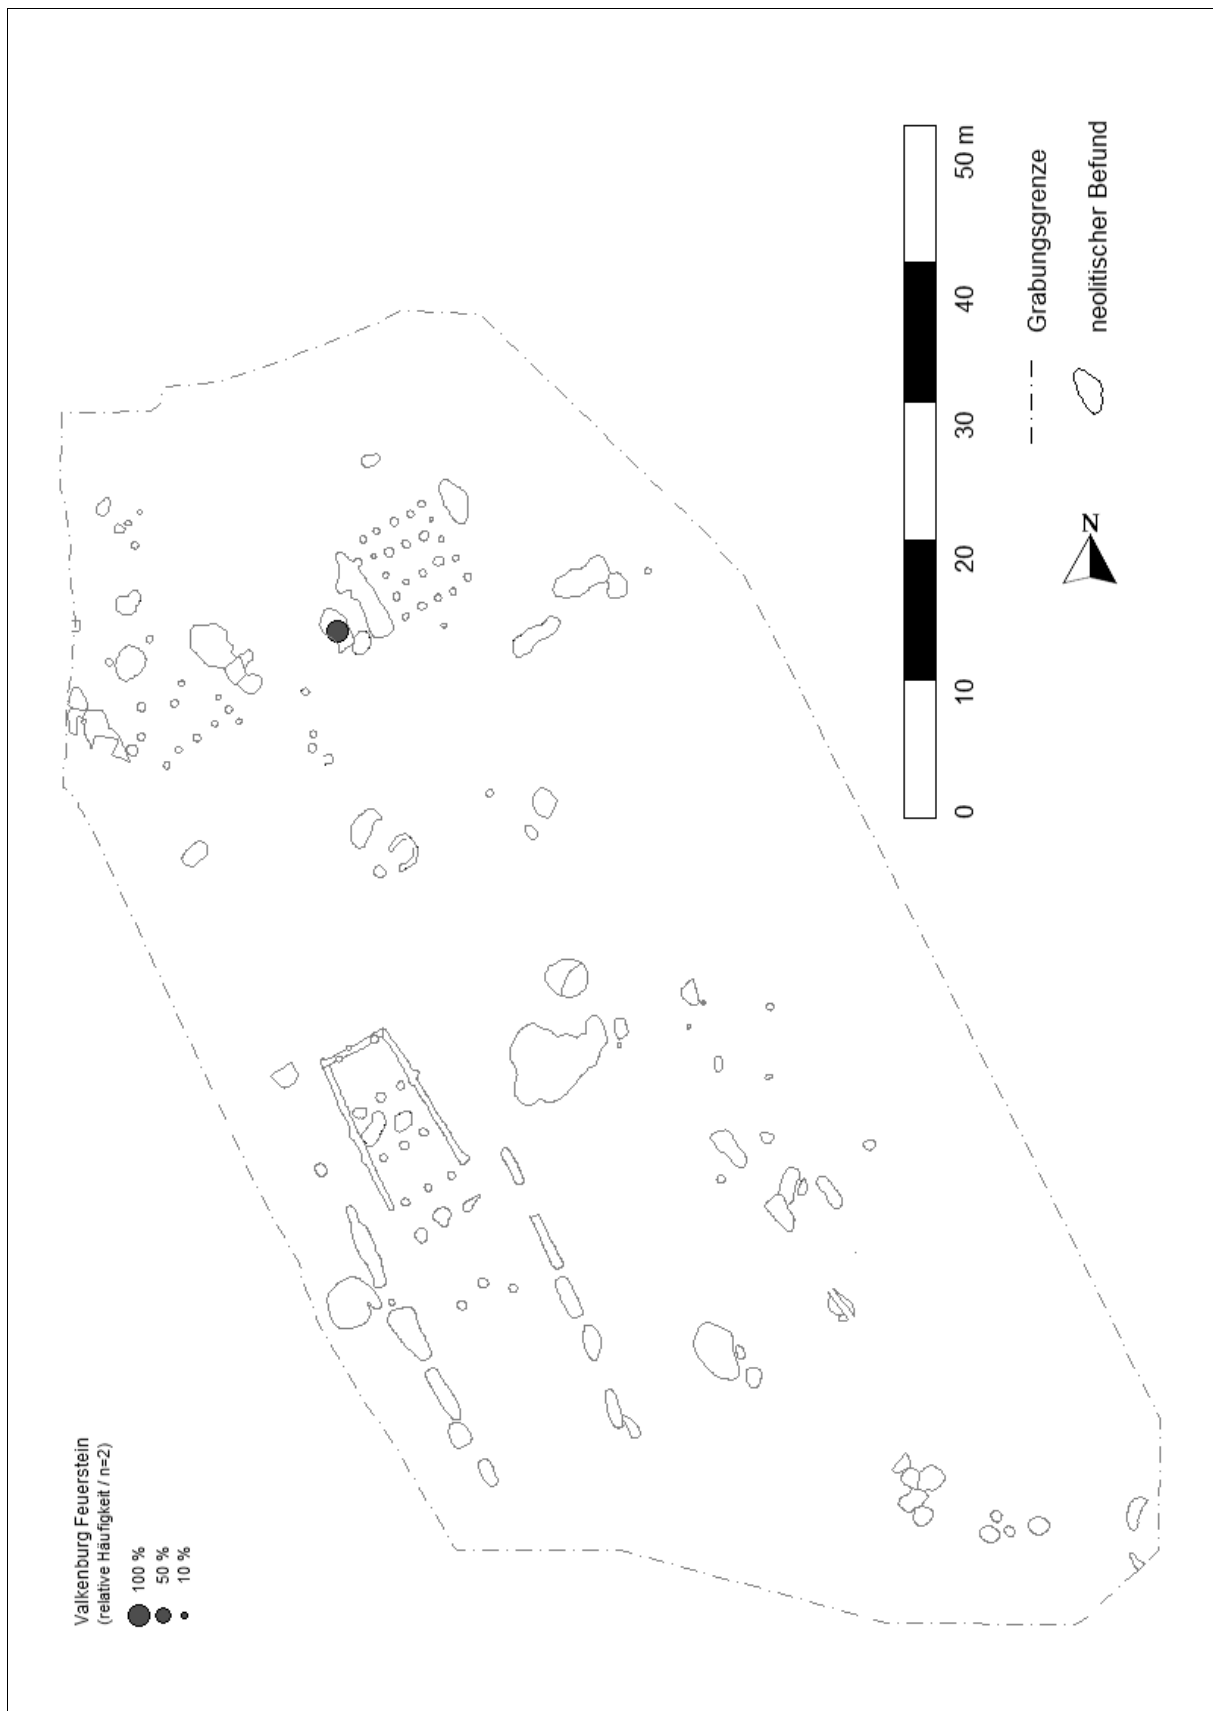 Valkenburg Feuerstein
(relative Häufigkeit / n=2)
100 %
50 %
10 %
0
10
20
30
40
50 m
N
Grabungsgrenze
neolitischer Befund